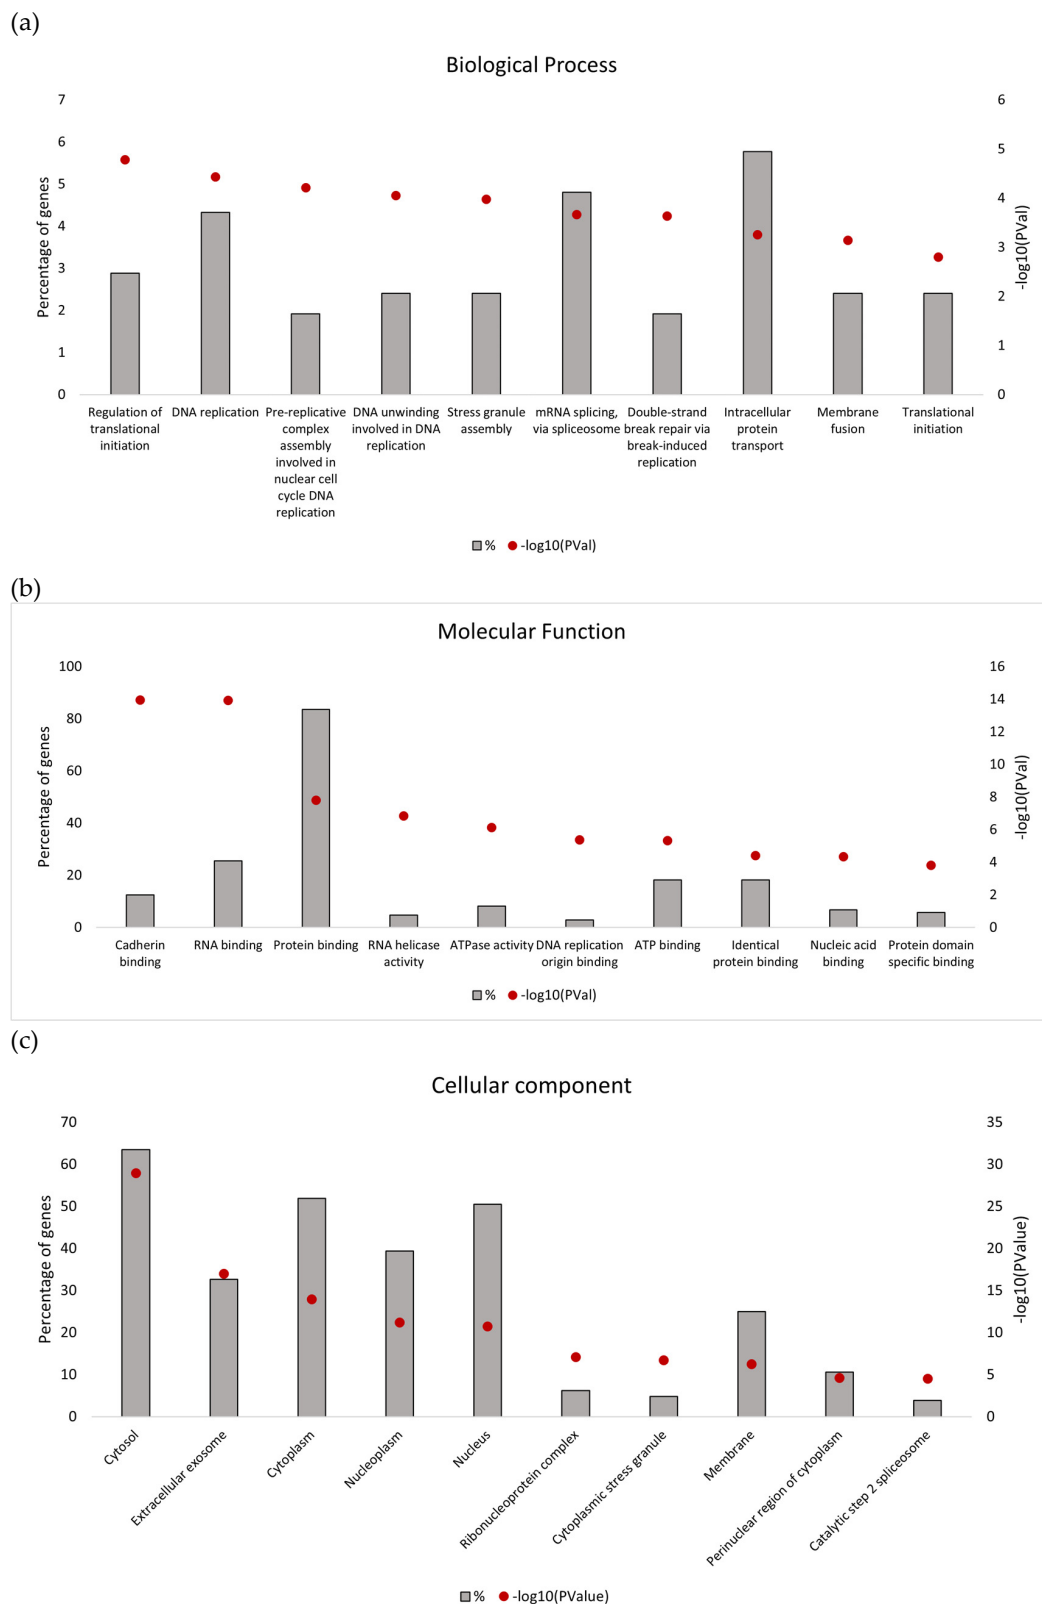 (a)
Biological Process
Percentage of genes
7
6
5
4
3
2
1
0
-log10(PVal)
6
5
4
3
2
1
0
Regulation of
translational
initiation
DNA replication
Pre-replicative
complex
assembly
involved in
nuclear cell
cycle DNA
replication
DNA unwinding
involved in DNA
replication
Stress granule
assembly
mRNA splicing,
via spliceosome
Double-strand
break repair via
break-induced
replication
Intracellular
protein
transport
Membrane
fusion
Translational
initiation
% -log10(PVal)
(b)
Molecular Function
Percentage of genes
100
80
60
40
20
0
-log10(PVal)
16
14
12
10
8
6
4
2
0
Cadherin
binding
RNA binding
Protein binding
RNA helicase
activity
ATPase activity
DNA replication
origin binding
ATP binding
Identical
protein binding
Nucleic acid
binding
Protein domain
specific binding
% -log10(PVal)
(c)
Cellular component
Percentage of genes
70
60
50
40
30
20
10
0
-log10(PValue)
35
30
25
20
15
10
5
0
Cytosol
Extracellular exosome
Cytoplasm
Nucleoplasm
Nucleus
Ribonucleoprotein complex
Cytoplasmic stress granule
Membrane
Perinuclear region of cytoplasm
Catalytic step 2 spliceosome
% -log10(PValue)